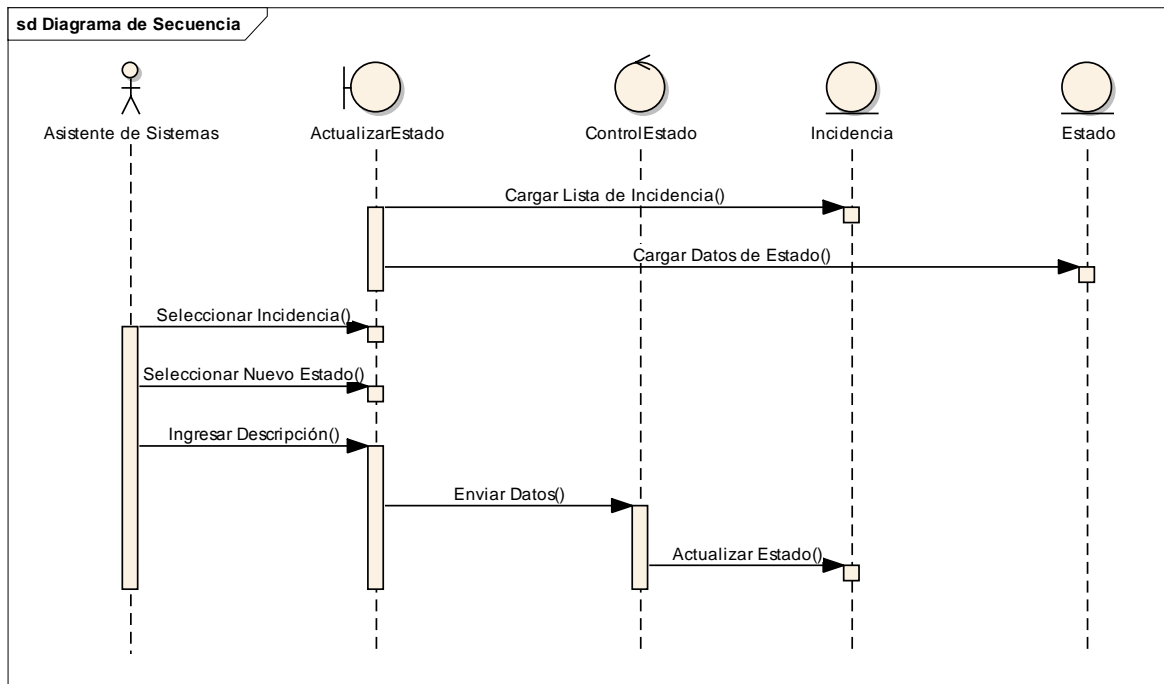 sd Diagrama de Secuencia
Asistente de Sistemas
ActualizarEstado
ControlEstado
Incidencia
Estado
Cargar Lista de Incidencia()
Cargar Datos de Estado()
Seleccionar Incidencia()
Seleccionar Nuevo Estado()
Ingresar Descripción()
Enviar Datos()
Actualizar Estado()